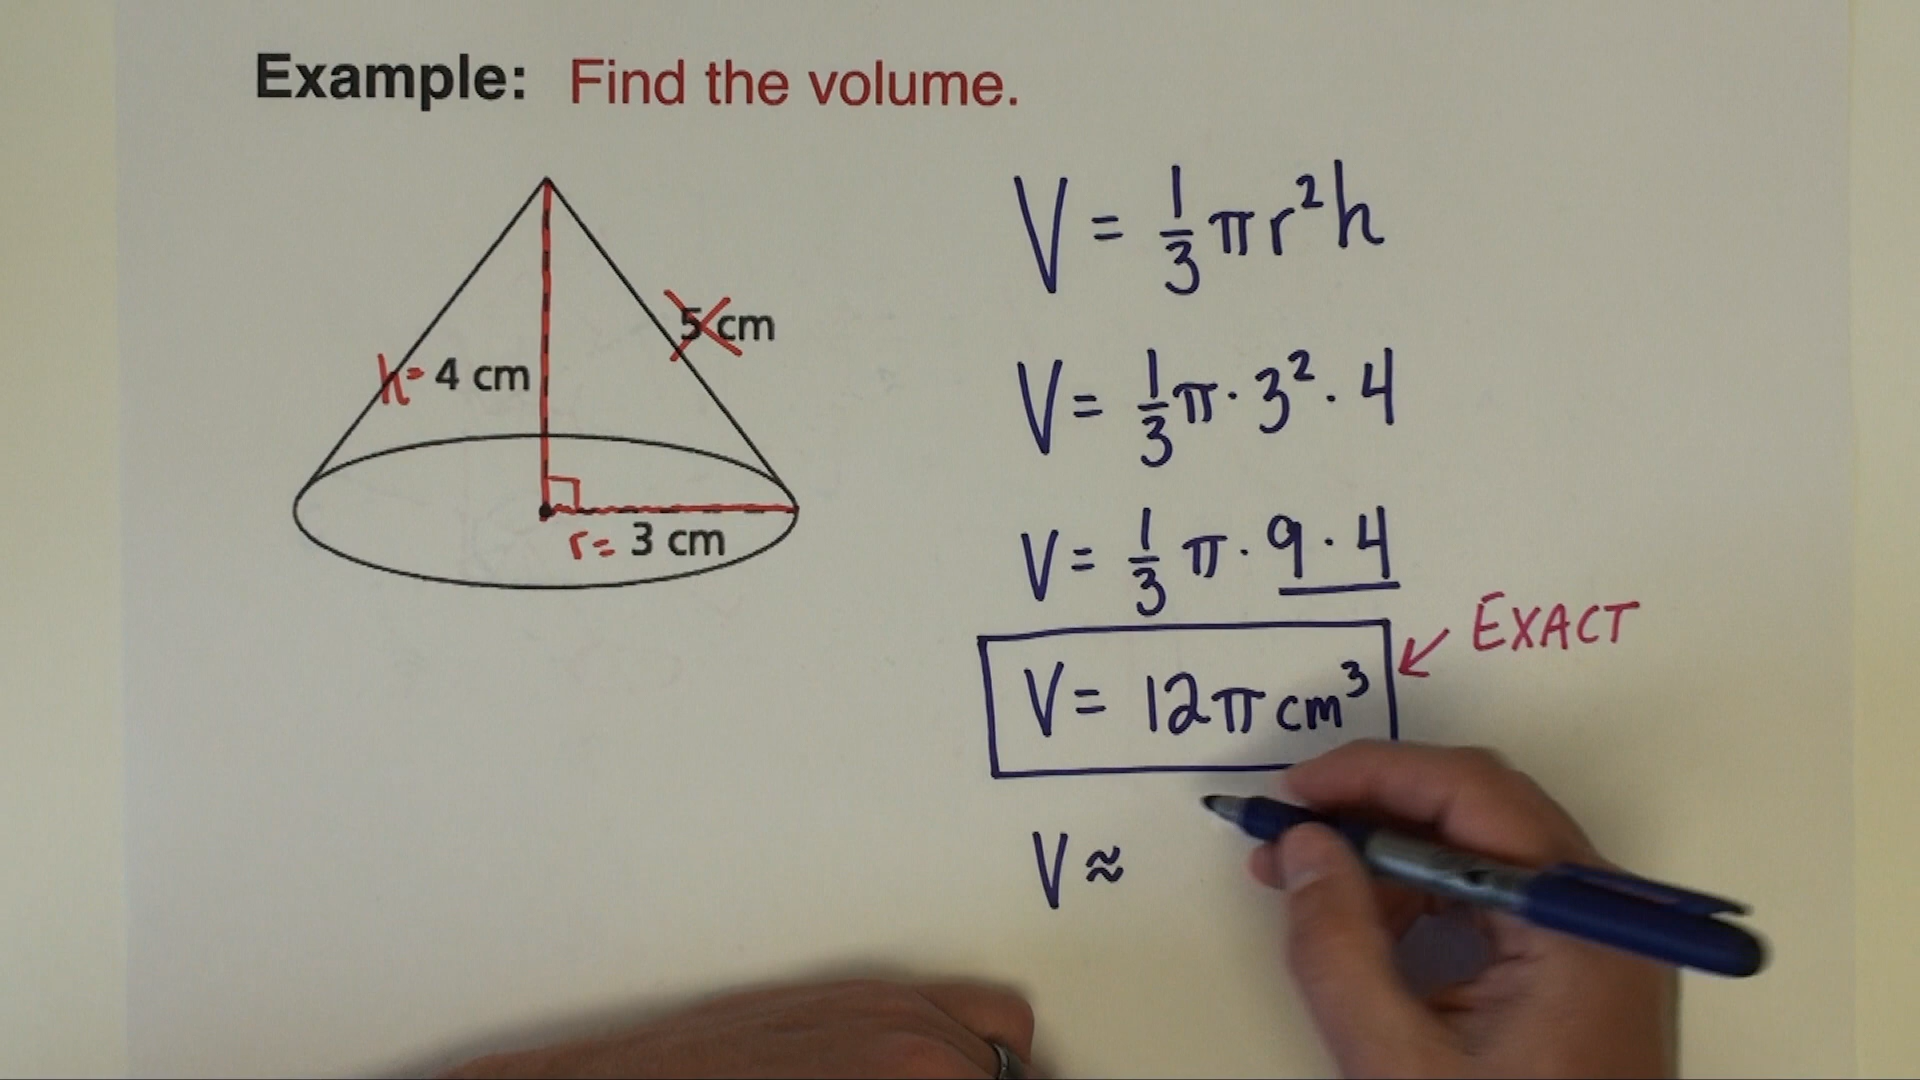 Example: Find the volume.
5 cm
h= 4 cm
r= 3 cm
V = 1/3 πr²h
V = 1/3 π · 3² · 4
V = 1/3 π · 9 · 4
EXACT
V = 12π cm³
V ≈